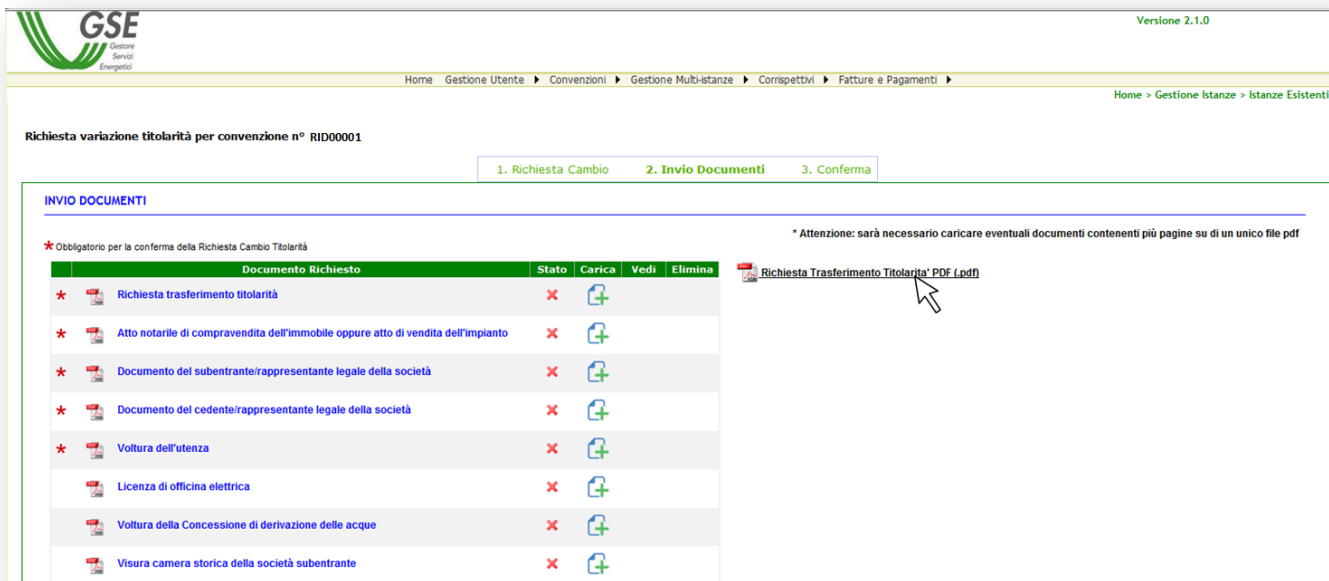 GSE
Gestore
Servizi
Energetici
Versione 2.1.0
Home Gestione Utente Convenzioni Gestione Multi-istanze Corrispettivi Fatture e Pagamenti
Home > Gestione Istanze > Istanze Esistenti
Richiesta variazione titolarità per convenzione n° RID00001
1. Richiesta Cambio 2. Invio Documenti 3. Conferma
INVIO DOCUMENTI
* Attenzione: sarà necessario caricare eventuali documenti contenenti più pagine su di un unico file pdf
* Obbligatorio per la conferma della Richiesta Cambio Titolarità
Documento Richiesto Stato Carica Vedi Elimina
Richiesta Trasferimento Titolarita' PDF (.pdf)
* Richiesta trasferimento titolarità
* Atto notarile di compravendita dell'immobile oppure atto di vendita dell'impianto
* Documento del subentrante/rappresentante legale della società
* Documento del cedente/rappresentante legale della società
* Voltura dell'utenza
Licenza di officina elettrica
Voltura della Concessione di derivazione delle acque
Visura camera storica della società subentrante